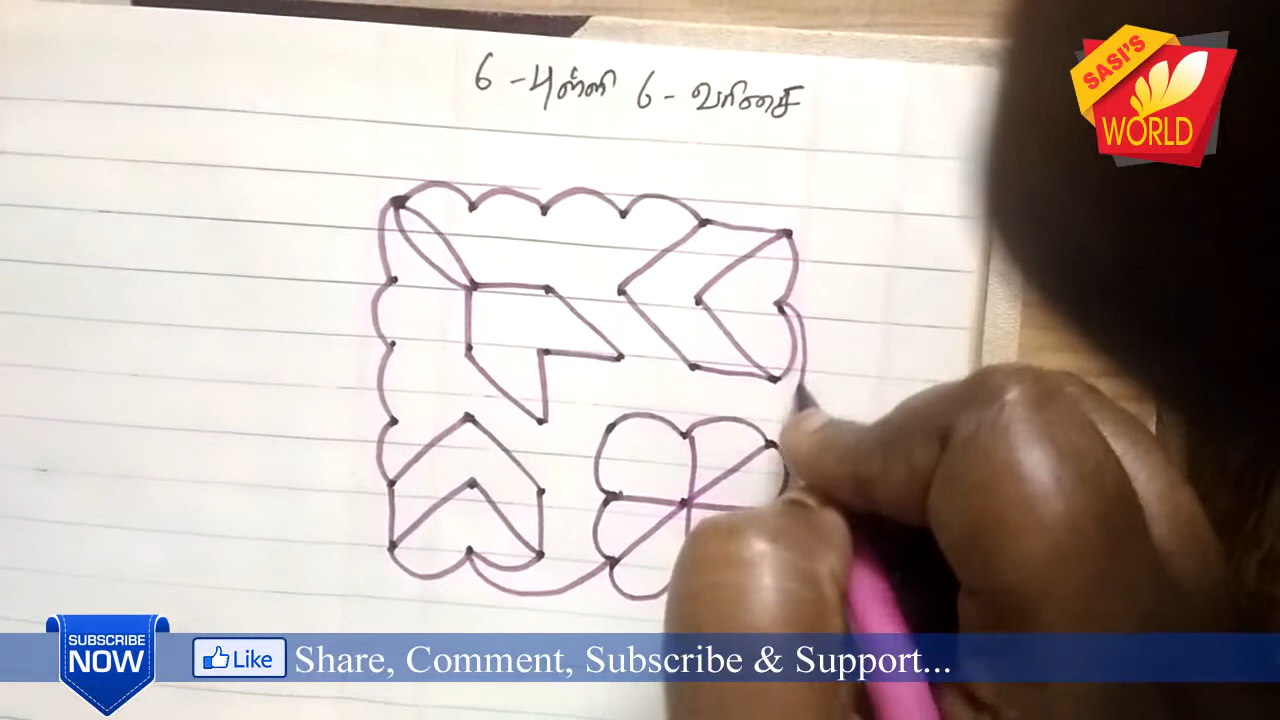 6 - புள்ளி 6 - வரிசை
SASI'S
WORLD
SUBSCRIBE
NOW
Like
Share, Comment, Subscribe & Support...